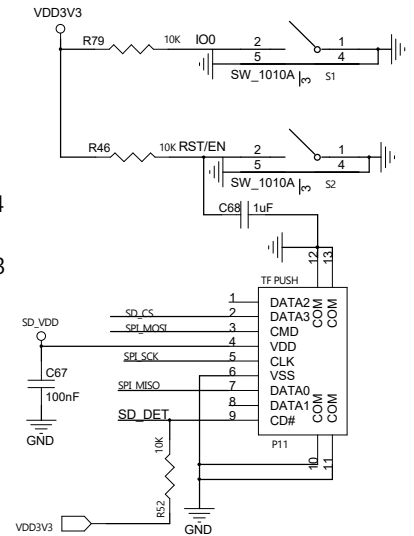 VDD3V3
R79 10K IO0 2 1
5 4
SW_1010A 3 S1
R46 10K RST/EN 2 1
5 4
SW_1010A 3 S2
4
C68 1uF
3
12 13
TF PUSH
1 DATA2 COM COM
SD_CS 2 DATA3
SPI_MOSI 3 CMD
SD_VDD 4 VDD
SPI_SCK 5 CLK
C67 6 VSS
100nF SPI_MISO 7 DATA0
8 DATA1 COM COM
SD_DET 9 CD#
GND
P11
10K 10 11
R52
VDD3V3
GND